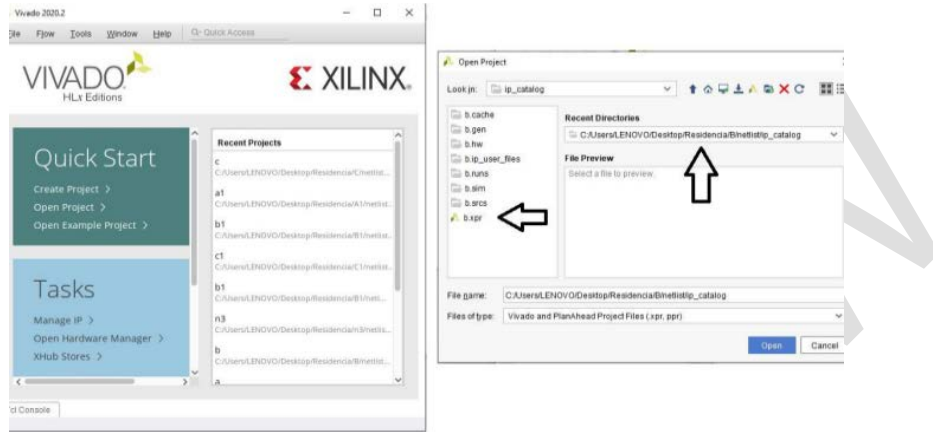 Vivado 2020.2
File Flow Tools Window Help Q- Quick Access
VIVADO.
HLx Editions
XILINX.
Quick Start
Create Project >
Open Project >
Open Example Project >
Tasks
Manage IP >
Open Hardware Manager >
XHub Stores >
Recent Projects
c
C:/Users/LENOVO/Desktop/Residencia/C/netlist...
a1
C:/Users/LENOVO/Desktop/Residencia/A1/netlist...
b1
C:/Users/LENOVO/Desktop/Residencia/B1/netlist...
c1
C:/Users/LENOVO/Desktop/Residencia/C1/netlist...
b1
C:/Users/LENOVO/Desktop/Residencia/B1/netli...
n3
C:/Users/LENOVO/Desktop/Residencia/n3/netlis...
b
C:/Users/LENOVO/Desktop/Residencia/B/netlist...
a
Tcl Console
Open Project
Look in: ip_catalog
b.cache
b.gen
b.hw
b.ip_user_files
b.runs
b.sim
b.srcs
b.xpr
Recent Directories
C:/Users/LENOVO/Desktop/Residencia/B/netlist/ip_catalog
File Preview
Select a file to preview.
File name: C:/Users/LENOVO/Desktop/Residencia/B/netlist/ip_catalog
Files of type: Vivado and PlanAhead Project Files (.xpr, .ppr)
Open Cancel